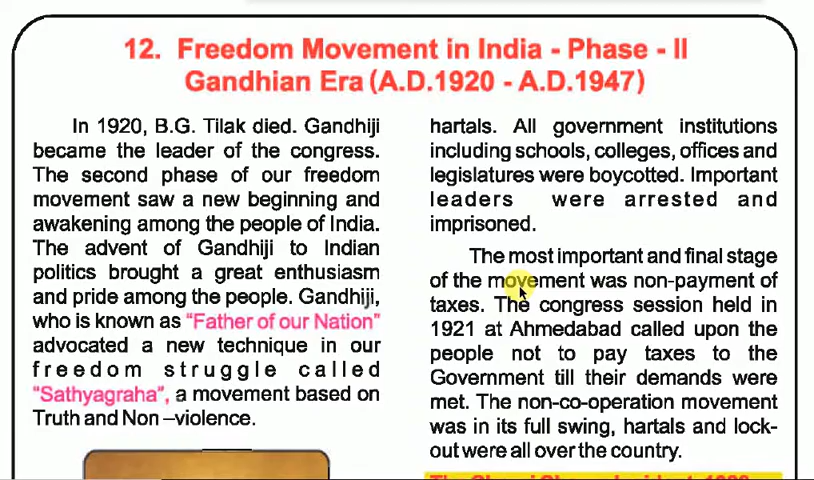 12. Freedom Movement in India - Phase - II
Gandhian Era (A.D.1920 - A.D.1947)
In 1920, B.G. Tilak died. Gandhiji
became the leader of the congress.
The second phase of our freedom
movement saw a new beginning and
awakening among the people of India.
The advent of Gandhiji to Indian
politics brought a great enthusiasm
and pride among the people. Gandhiji,
who is known as “Father of our Nation”
advocated a new technique in our
freedom struggle called
“Sathyagraha”, a movement based on
Truth and Non –violence.
hartals. All government institutions
including schools, colleges, offices and
legislatures were boycotted. Important
leaders were arrested and
imprisoned.
The most important and final stage
of the movement was non-payment of
taxes. The congress session held in
1921 at Ahmedabad called upon the
people not to pay taxes to the
Government till their demands were
met. The non-co-operation movement
was in its full swing, hartals and lock-
out were all over the country.